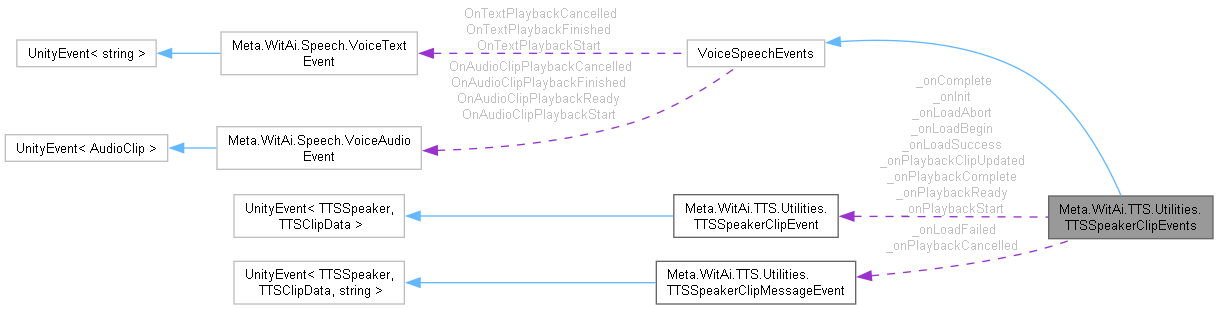 OnTextPlaybackCancelled
OnTextPlaybackFinished
OnTextPlaybackStart
UnityEvent< string >
Meta.WitAi.Speech.VoiceText
Event
VoiceSpeechEvents
OnAudioClipPlaybackCancelled
OnAudioClipPlaybackFinished
OnAudioClipPlaybackReady
OnAudioClipPlaybackStart
UnityEvent< AudioClip >
Meta.WitAi.Speech.VoiceAudio
Event
_onComplete
_onInit
_onLoadAbort
_onLoadBegin
_onLoadSuccess
_onPlaybackClipUpdated
_onPlaybackComplete
_onPlaybackReady
_onPlaybackStart
UnityEvent< TTSSpeaker,
TTSClipData >
Meta.WitAi.TTS.Utilities.
TTSSpeakerClipEvent
Meta.WitAi.TTS.Utilities.
TTSSpeakerClipEvents
_onLoadFailed
_onPlaybackCancelled
UnityEvent< TTSSpeaker,
TTSClipData, string >
Meta.WitAi.TTS.Utilities.
TTSSpeakerClipMessageEvent